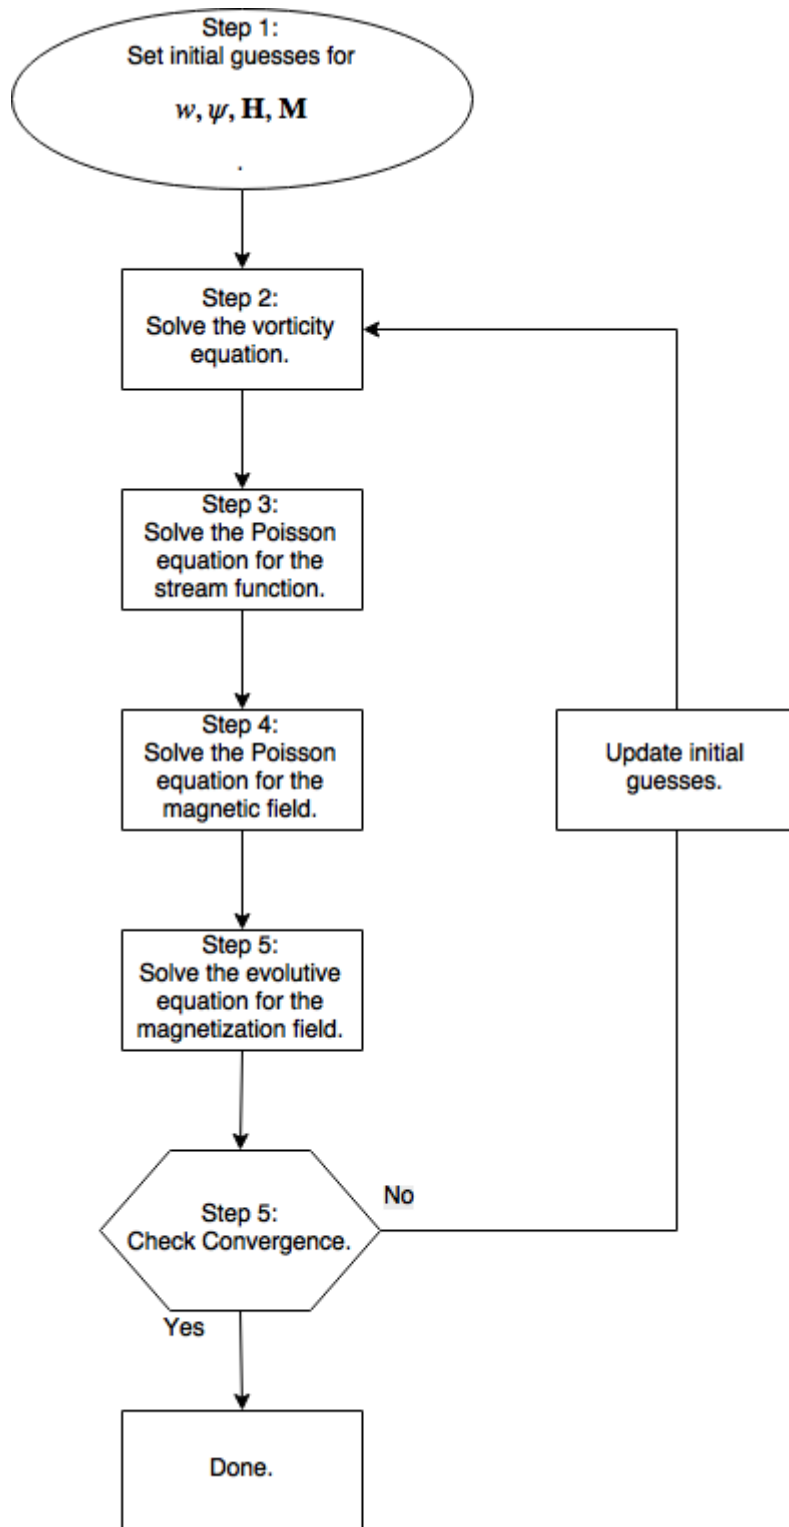 Step 1:
Set initial guesses for
w, ψ, H, M
.
Step 2:
Solve the vorticity
equation.
Step 3:
Solve the Poisson
equation for the
stream function.
Step 4:
Solve the Poisson
equation for the
magnetic field.
Update initial
guesses.
Step 5:
Solve the evolutive
equation for the
magnetization field.
No
Step 5:
Check Convergence.
Yes
Done.